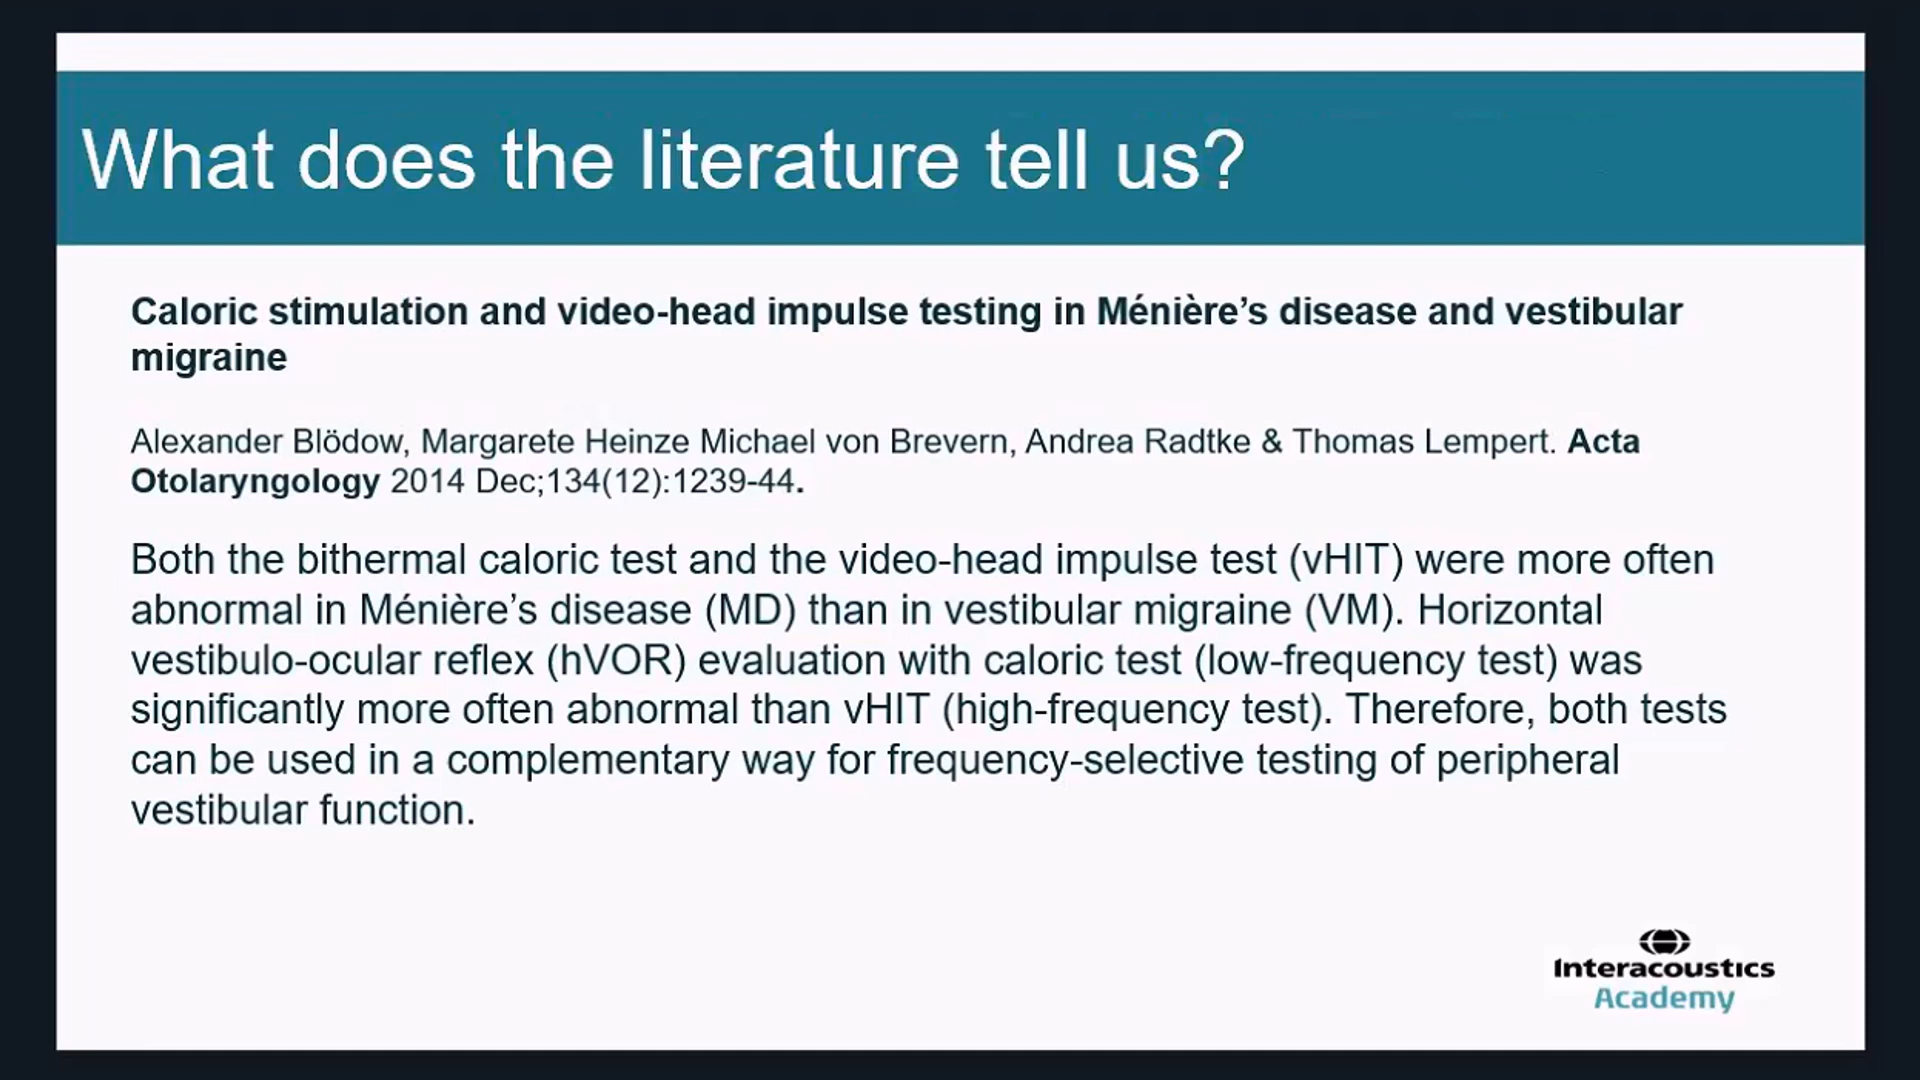 What does the literature tell us?
Caloric stimulation and video-head impulse testing in Ménière’s disease and vestibular
migraine
Alexander Blödow, Margarete Heinze Michael von Brevern, Andrea Radtke & Thomas Lempert. Acta
Otolaryngology 2014 Dec;134(12):1239-44.
Both the bithermal caloric test and the video-head impulse test (vHIT) were more often
abnormal in Ménière’s disease (MD) than in vestibular migraine (VM). Horizontal
vestibulo-ocular reflex (hVOR) evaluation with caloric test (low-frequency test) was
significantly more often abnormal than vHIT (high-frequency test). Therefore, both tests
can be used in a complementary way for frequency-selective testing of peripheral
vestibular function.
Interacoustics
Academy